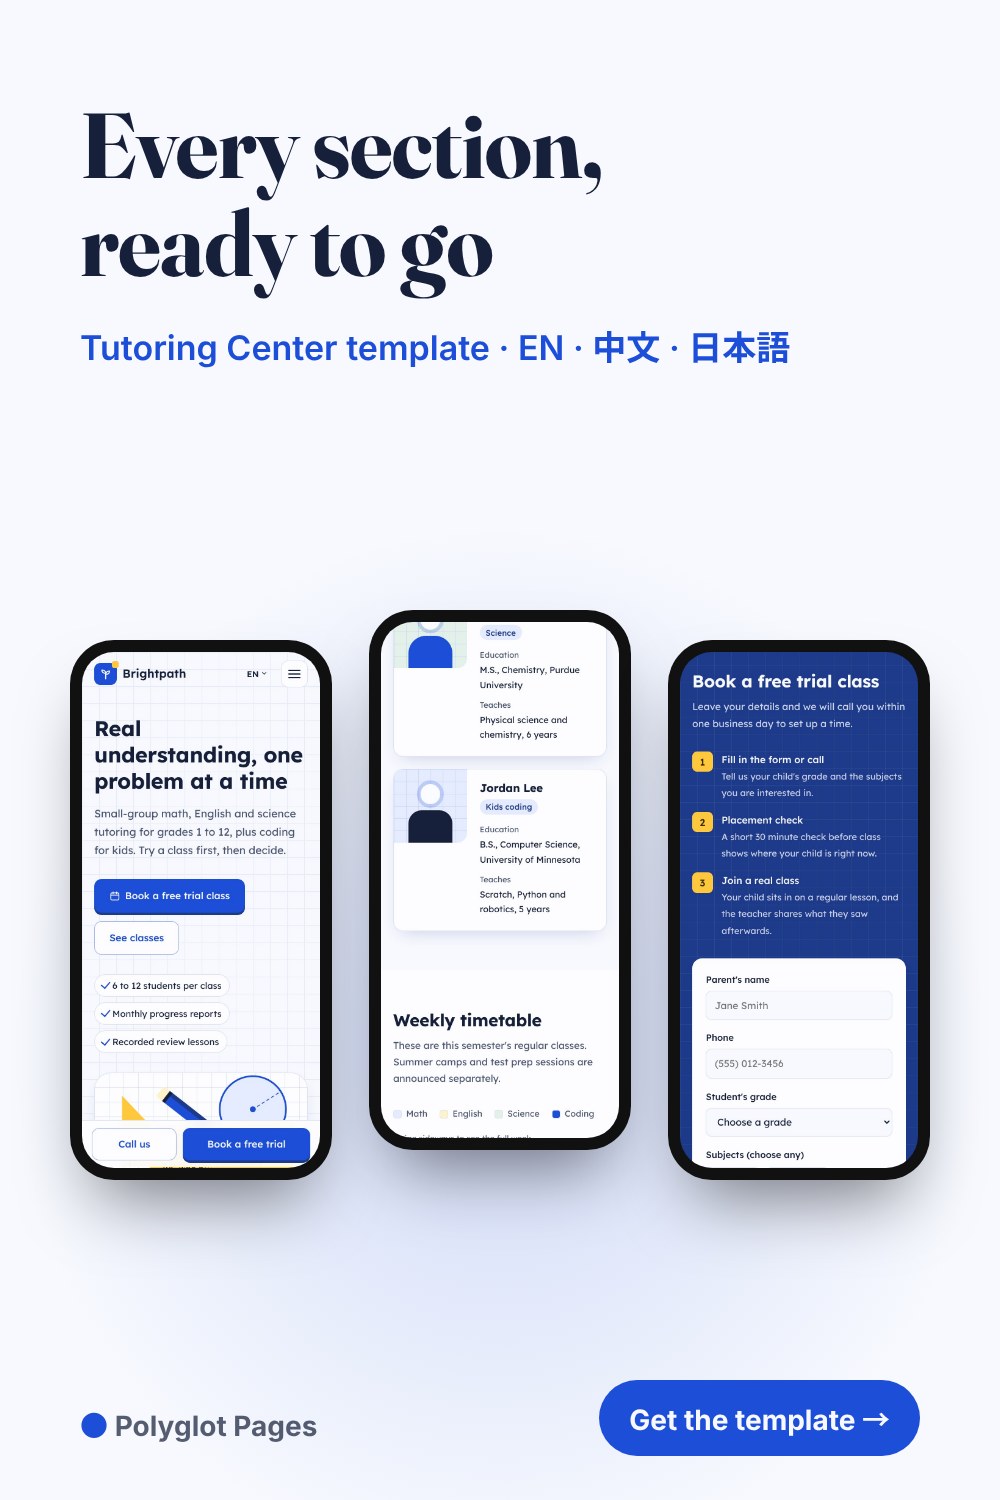 Every section,
ready to go
Tutoring Center template · EN · 中文 · 日本語
Brightpath
EN
Real
understanding, one
problem at a time
Small-group math, English and science
tutoring for grades 1 to 12, plus coding
for kids. Try a class first, then decide.
Book a free trial class
See classes
6 to 12 students per class
Monthly progress reports
Recorded review lessons
Call us
Book a free trial
Science
Education
M.S., Chemistry, Purdue
University
Teaches
Physical science and
chemistry, 6 years
Jordan Lee
Kids coding
Education
B.S., Computer Science,
University of Minnesota
Teaches
Scratch, Python and
robotics, 5 years
Weekly timetable
These are this semester's regular classes.
Summer camps and test prep sessions are
announced separately.
Math English Science Coding
sideways to see the full week
Book a free trial class
Leave your details and we will call you within
one business day to set up a time.
1 Fill in the form or call
Tell us your child's grade and the subjects
you are interested in.
2 Placement check
A short 30 minute check before class
shows where your child is right now.
3 Join a real class
Your child sits in on a regular lesson, and
the teacher shares what they saw
afterwards.
Parent's name
Jane Smith
Phone
(555) 012-3456
Student's grade
Choose a grade
Subjects (choose any)
Polyglot Pages
Get the template →